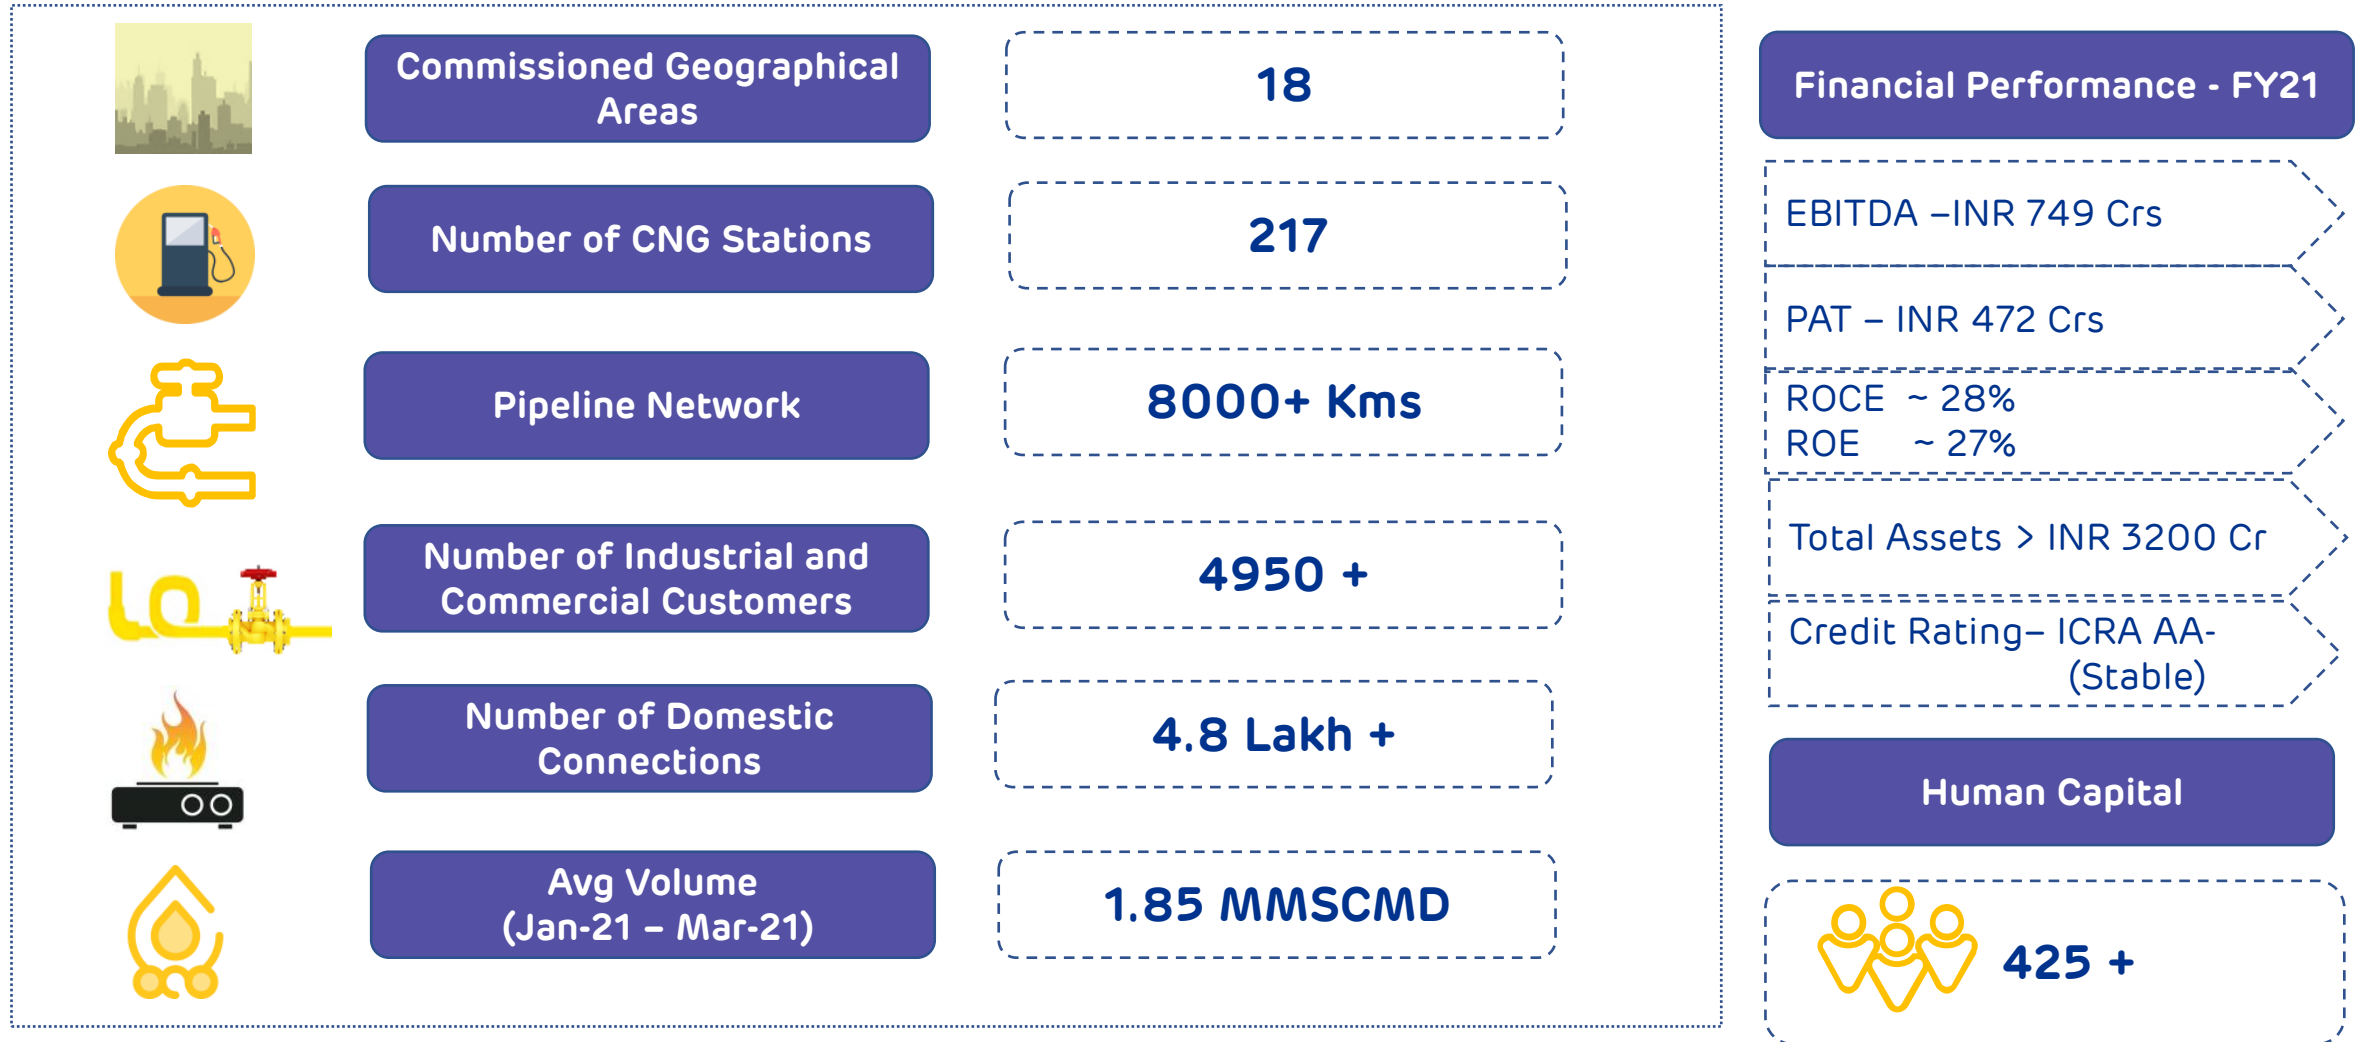 Commissioned Geographical
Areas
18
Number of CNG Stations
217
Pipeline Network
8000+ Kms
Number of Industrial and
Commercial Customers
4950 +
Number of Domestic
Connections
4.8 Lakh +
Avg Volume
(Jan-21 – Mar-21)
1.85 MMSCMD
Financial Performance - FY21
EBITDA –INR 749 Crs
PAT – INR 472 Crs
ROCE ~ 28%
ROE ~ 27%
Total Assets > INR 3200 Cr
Credit Rating– ICRA AA-
(Stable)
Human Capital
425 +